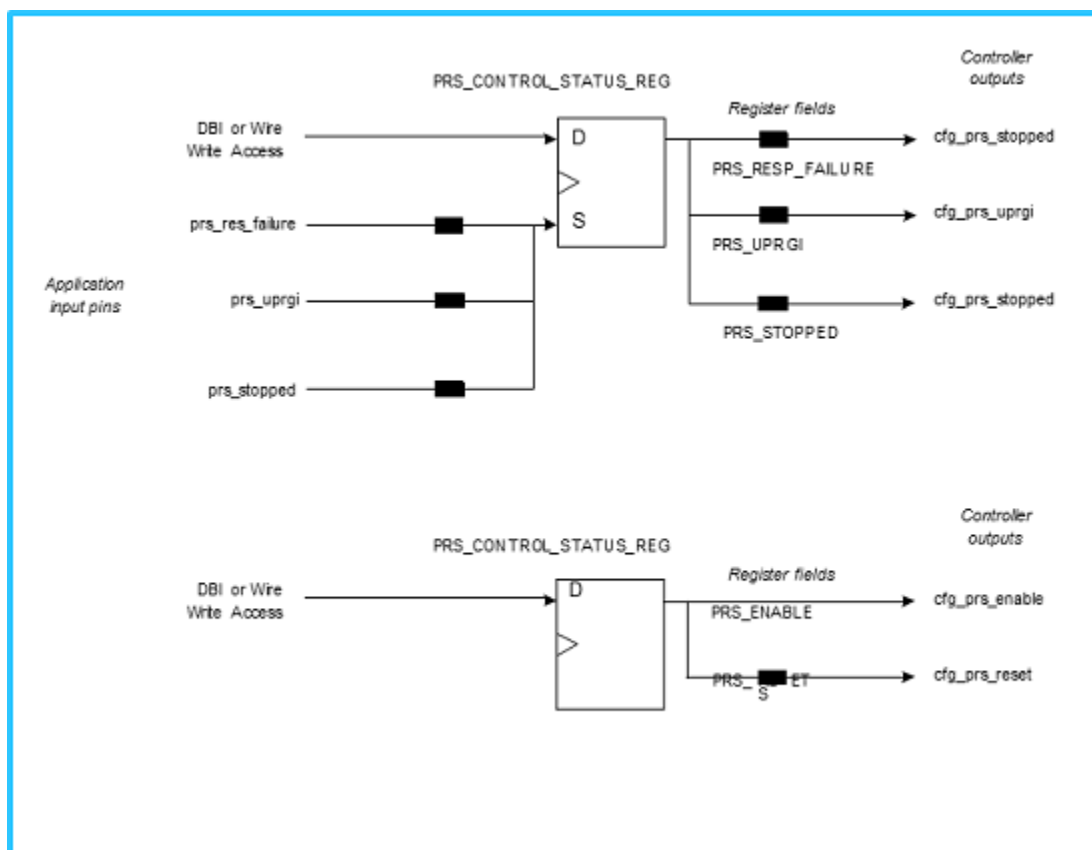 Controller
outputs
PRS_CONTROL_STATUS_REG
Register fields
DBI or Wire
Write Access
D
cfg_prs_stopped
PRS_RESP_FAILURE
prs_res_failure
S
cfg_prs_uprgi
PRS_UPRGI
Application
input pins
prs_uprgi
cfg_prs_stopped
PRS_STOPPED
prs_stopped
Controller
outputs
PRS_CONTROL_STATUS_REG
Register fields
DBI or Wire
Write Access
D
cfg_prs_enable
PRS_ENABLE
cfg_prs_reset